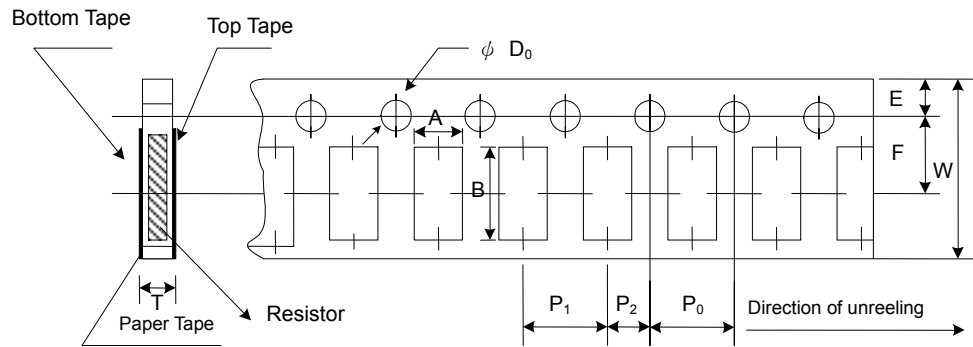 Bottom Tape
Top Tape
ψ D₀
E
A
F
W
B
P₁
P₂
P₀
Direction of unreeling
T
Resistor
Paper Tape